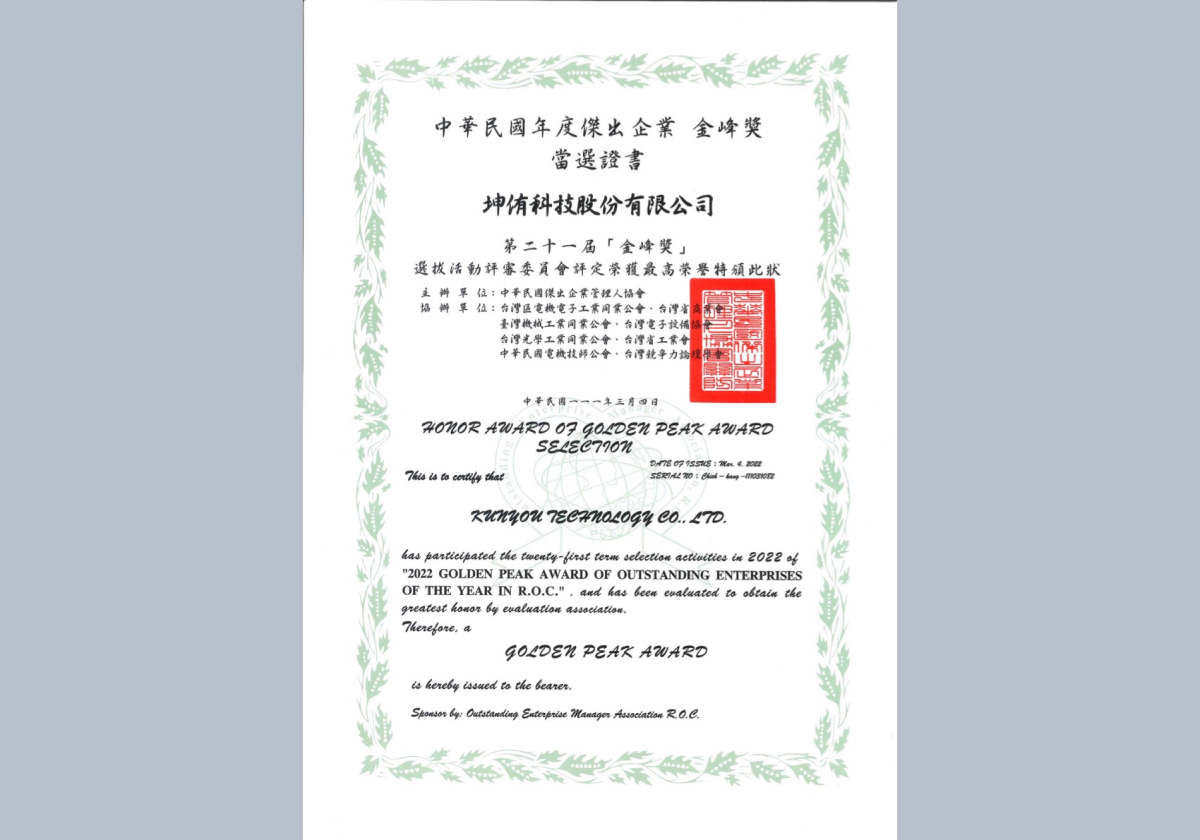 中華民國年度傑出企業 金峰獎
當選證書
坤侑科技股份有限公司
第二十一屆「金峰獎」
選拔活動評審委員會評定榮獲最高榮譽特頒此狀
主辦單位：中華民國傑出企業管理人協會
協辦單位：台灣區電機電子工業同業公會、台灣省商業會
臺灣機械工業同業公會、台灣電子設備協會
台灣光學工業同業公會、台灣省工業會
中華民國電機技師公會、台灣競爭力論壇學會
中華民國一一一年三月四日
HONOR AWARD OF GOLDEN PEAK AWARD
SELECTION
DATE OF ISSUE：Mar. 4, 2022
This is to certify that
SERIAL NO：Chieh－kung－111031082
KUNYOU TECHNOLOGY CO., LTD.
has participated the twenty-first term selection activities in 2022 of
"2022 GOLDEN PEAK AWARD OF OUTSTANDING ENTERPRISES
OF THE YEAR IN R.O.C." . and has been evaluated to obtain the
greatest honor by evaluation association.
Therefore, a
GOLDEN PEAK AWARD
is hereby issued to the bearer.
Sponsor by: Outstanding Enterprise Manager Association R.O.C.